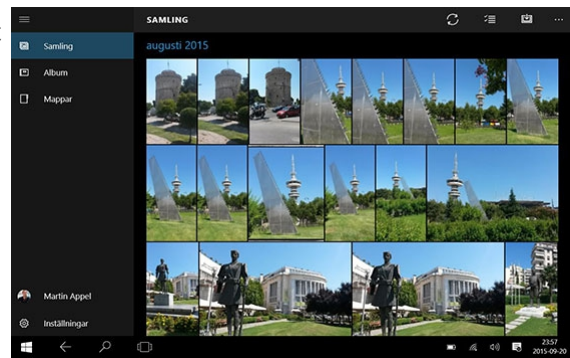 SAMLING
Samling
augusti 2015
Album
Mappar
Martin Appel
Inställningar
23:57
2015-09-20